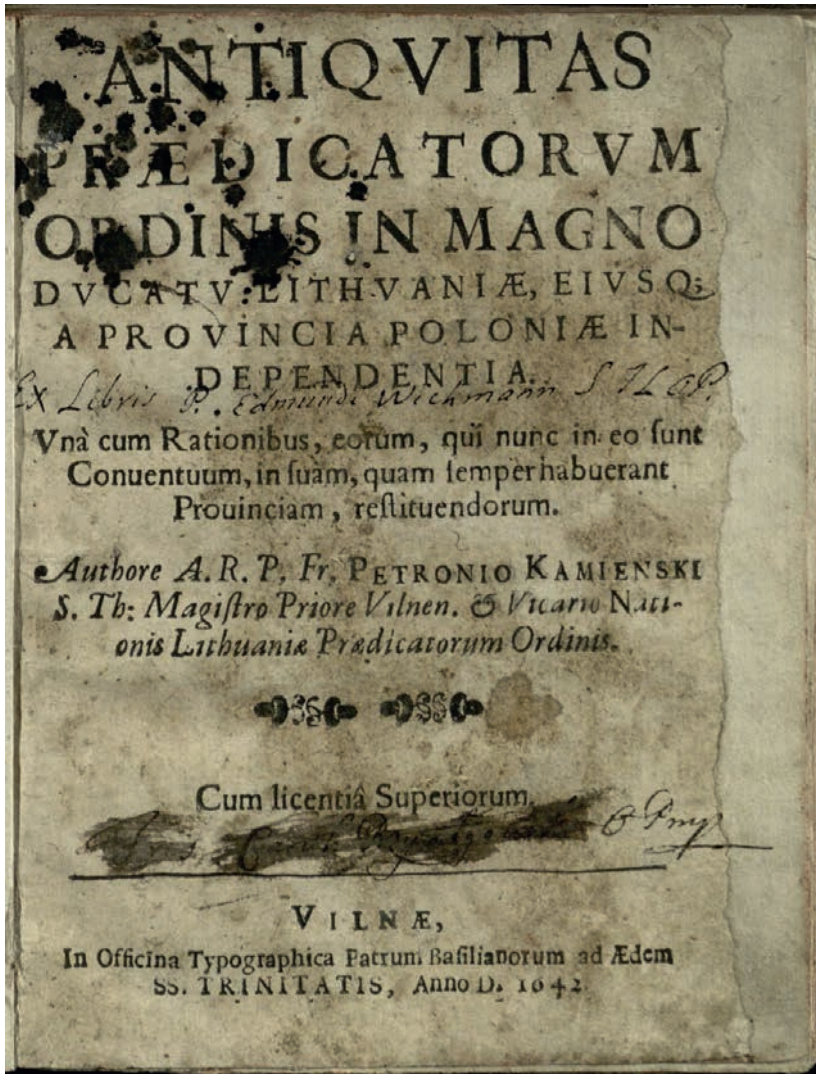 ANTIQVITAS
PRÆDICATORVM
ORDINIS IN MAGNO
DVCATV LITHVANIÆ, EIVSQ;
A PROVINCIA POLONIÆ IN-
DEPENDENTIA.
Ex Libris P. Edmundi Wichmann
Vnà cum Rationibus, eorum, qui nunc in eo ſunt
Conuentuum, in ſuam, quam ſemper habuerant
Prouinciam, reſtituendorum.
Authore A. R. P. Fr. PETRONIO KAMIENSKI
S. Th: Magiſtro Priore Vilnen. & Vicario Nati-
onis Lithuaniæ Prædicatorum Ordinis.
Cum licentiâ Superiorum.
VILNÆ,
In Officina Typographica Patrum Baſilianorum ad Ædem
SS. TRINITATIS, Anno D. 1642